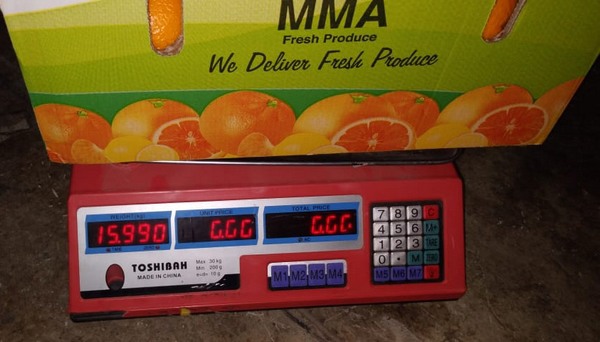 MMA
Fresh Produce
We Deliver Fresh Produce
WEIGHT(kg)
UNIT PRICE
TOTAL PRICE
15.990
0.00
0.00
TOSHIBAH
MADE IN CHINA
Max: 30 kg
Min: 200 g
e=d= 10 g
M1 M2 M3 M4
7 8 9 C
4 5 6 M+
1 2 3 TARE
0 . M ZERO
M5 M6 M7